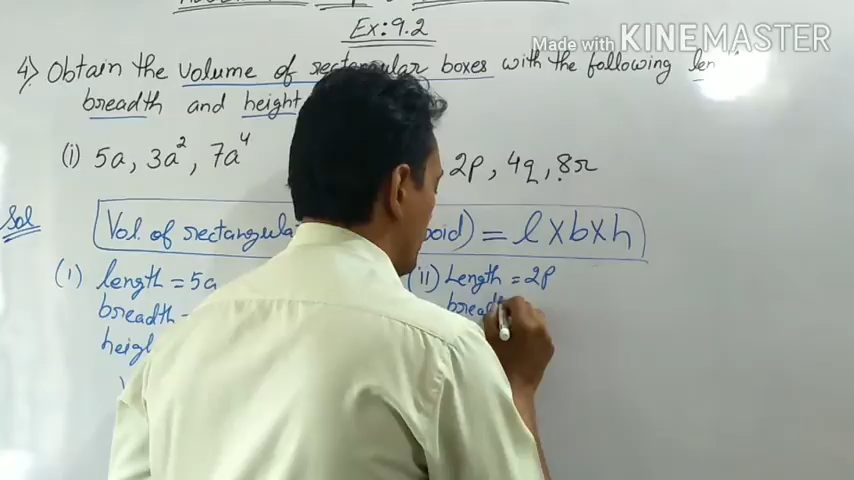 Ex: 9.2
Made with KINEMASTER
4) Obtain the volume of rectangular boxes with the following
breadth and height
(i) 5a, 3a², 7a⁴
2p, 4q, 8r
Sol
Vol. of rectangula oid) = l×b×h
(i) length = 5a
breadth =
heig
(ii) Length = 2p
bread